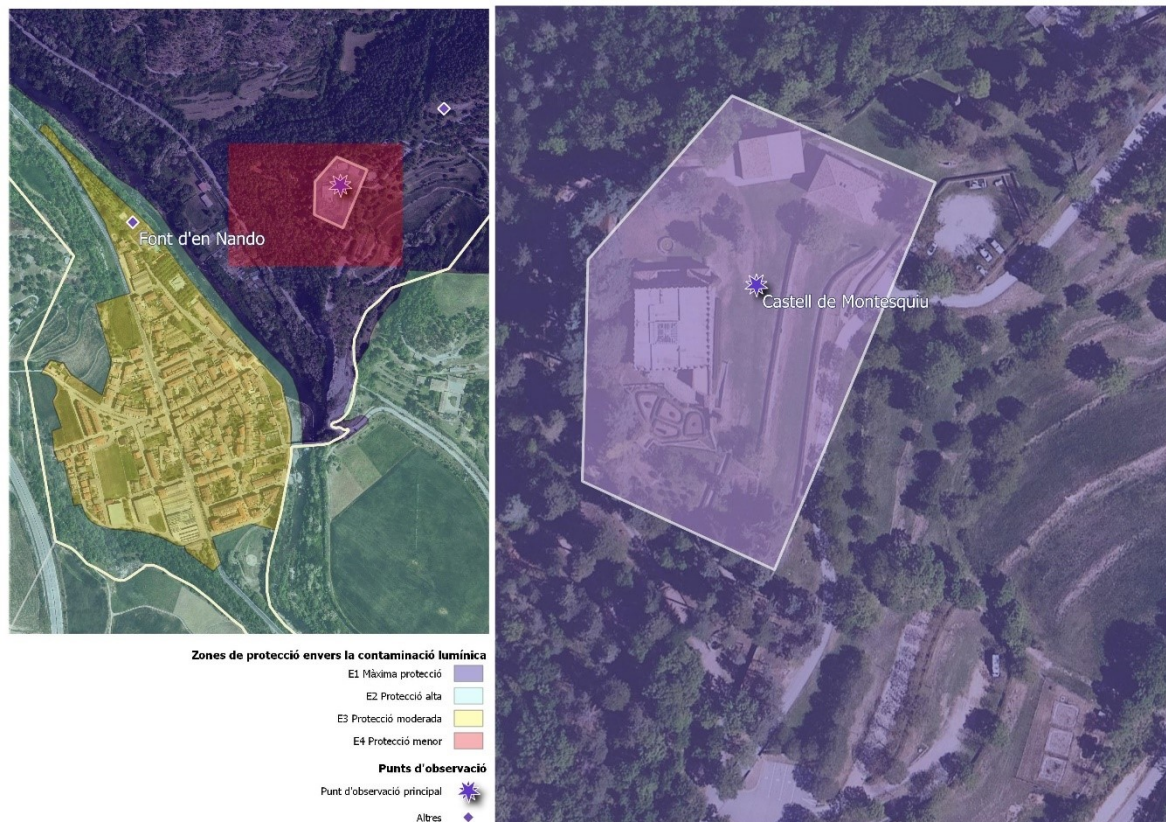 Font d'en Nando
Castell de Montesquiu
Zones de protecció envers la contaminació lumínica
E1 Màxima protecció
E2 Protecció alta
E3 Protecció moderada
E4 Protecció menor
Punts d'observació
Punt d'observació principal
Altres